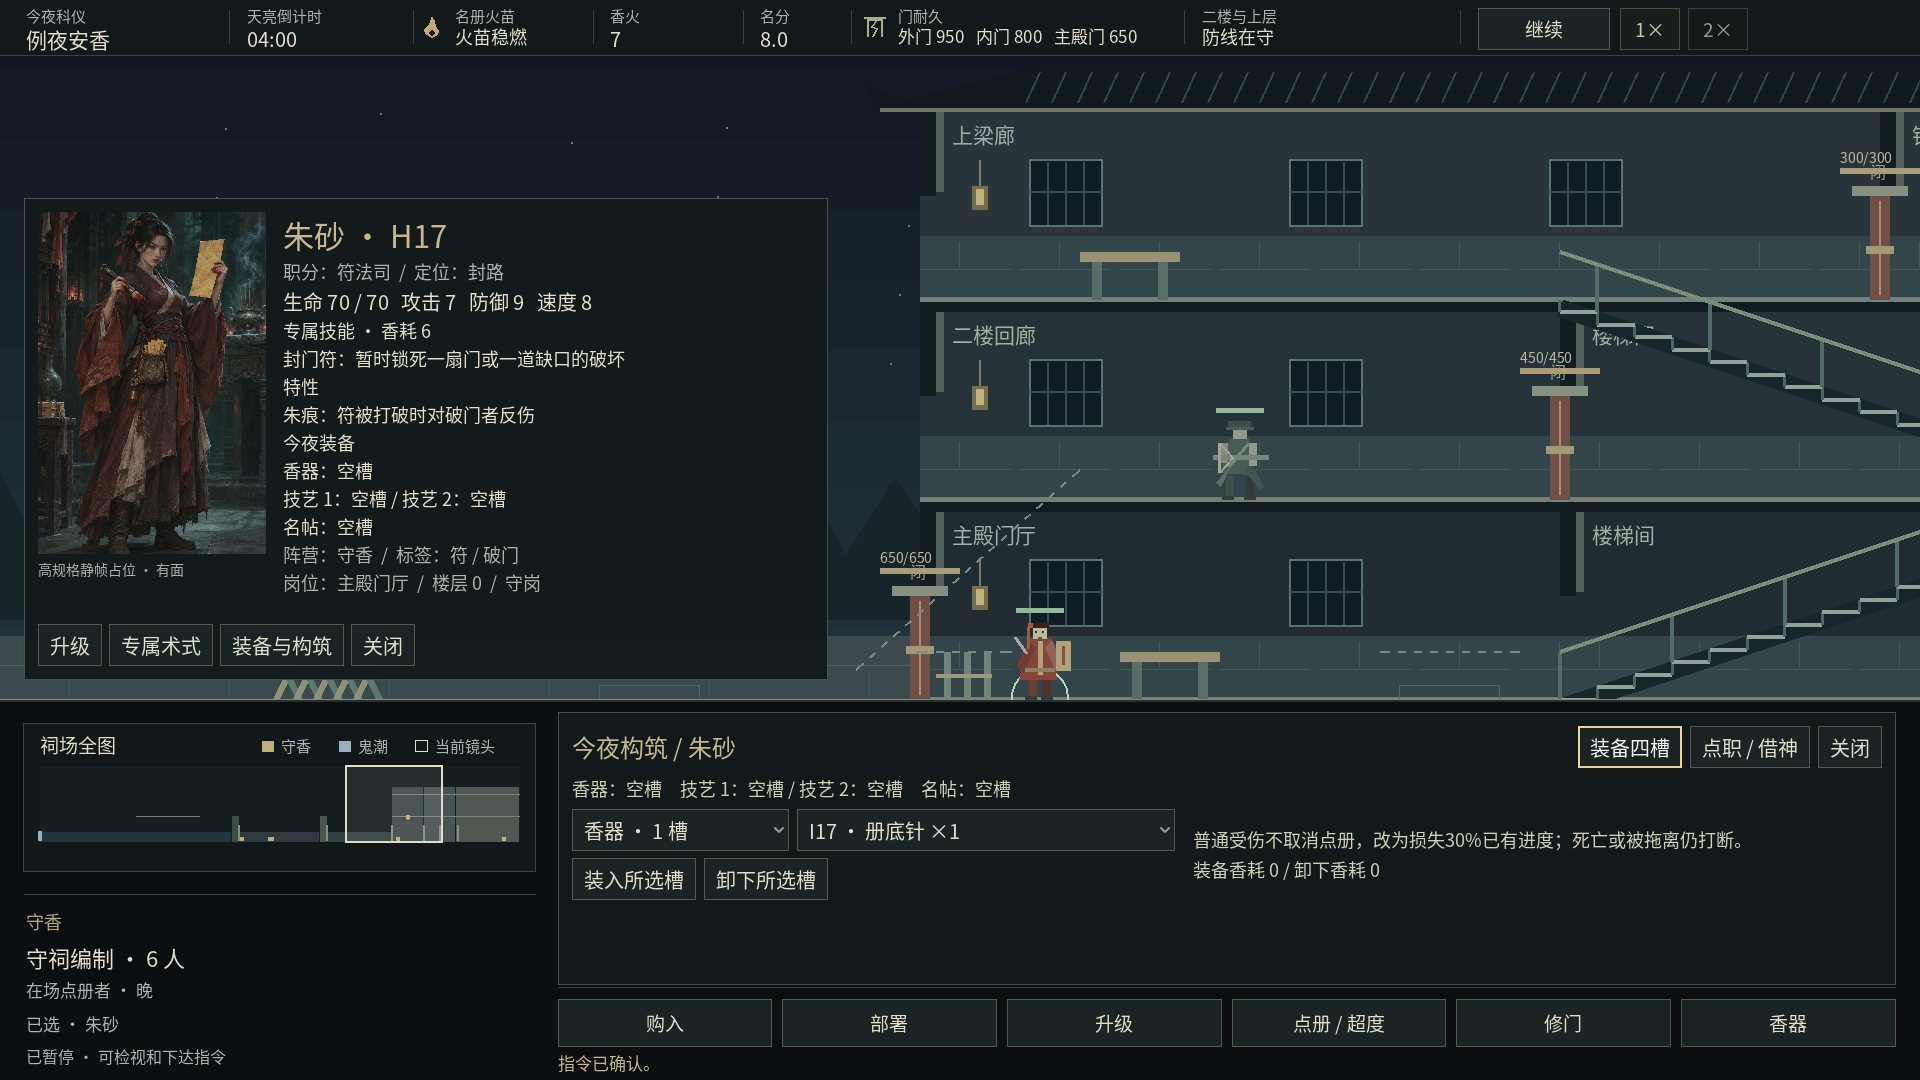 今夜科仪
例夜安香
天亮倒计时
04:00
名册火苗
火苗稳燃
香火
7
名分
8.0
门耐久
外门 950 内门 800 主殿门 650
二楼与上层
防线在守
继续
1×
2×
上梁廊
300/300
闭
二楼回廊
450/450
闭
主殿门厅
650/650
闭
楼梯间
朱砂 · H17
职分：符法司 / 定位：封路
生命 70 / 70 攻击 7 防御 9 速度 8
专属技能 · 香耗 6
封门符：暂时锁死一扇门或一道缺口的破坏
特性
朱痕：符被打破时对破门者反伤
今夜装备
香器：空槽
技艺 1：空槽 / 技艺 2：空槽
名帖：空槽
阵营：守香 / 标签：符 / 破门
岗位：主殿门厅 / 楼层 0 / 守岗
高规格静帧占位 · 有面
升级
专属术式
装备与构筑
关闭
祠场全图
守香
鬼潮
当前镜头
守香
守祠编制 · 6 人
在场点册者 · 晚
已选 · 朱砂
已暂停 · 可检视和下达指令
今夜构筑 / 朱砂
装备四槽
点职 / 借神
关闭
香器：空槽 技艺 1：空槽 / 技艺 2：空槽 名帖：空槽
香器 · 1 槽
I17 · 册底针 ×1
装入所选槽
卸下所选槽
普通受伤不取消点册，改为损失30%已有进度；死亡或被拖离仍打断。
装备香耗 0 / 卸下香耗 0
购入
部署
升级
点册 / 超度
修门
香器
指令已确认。